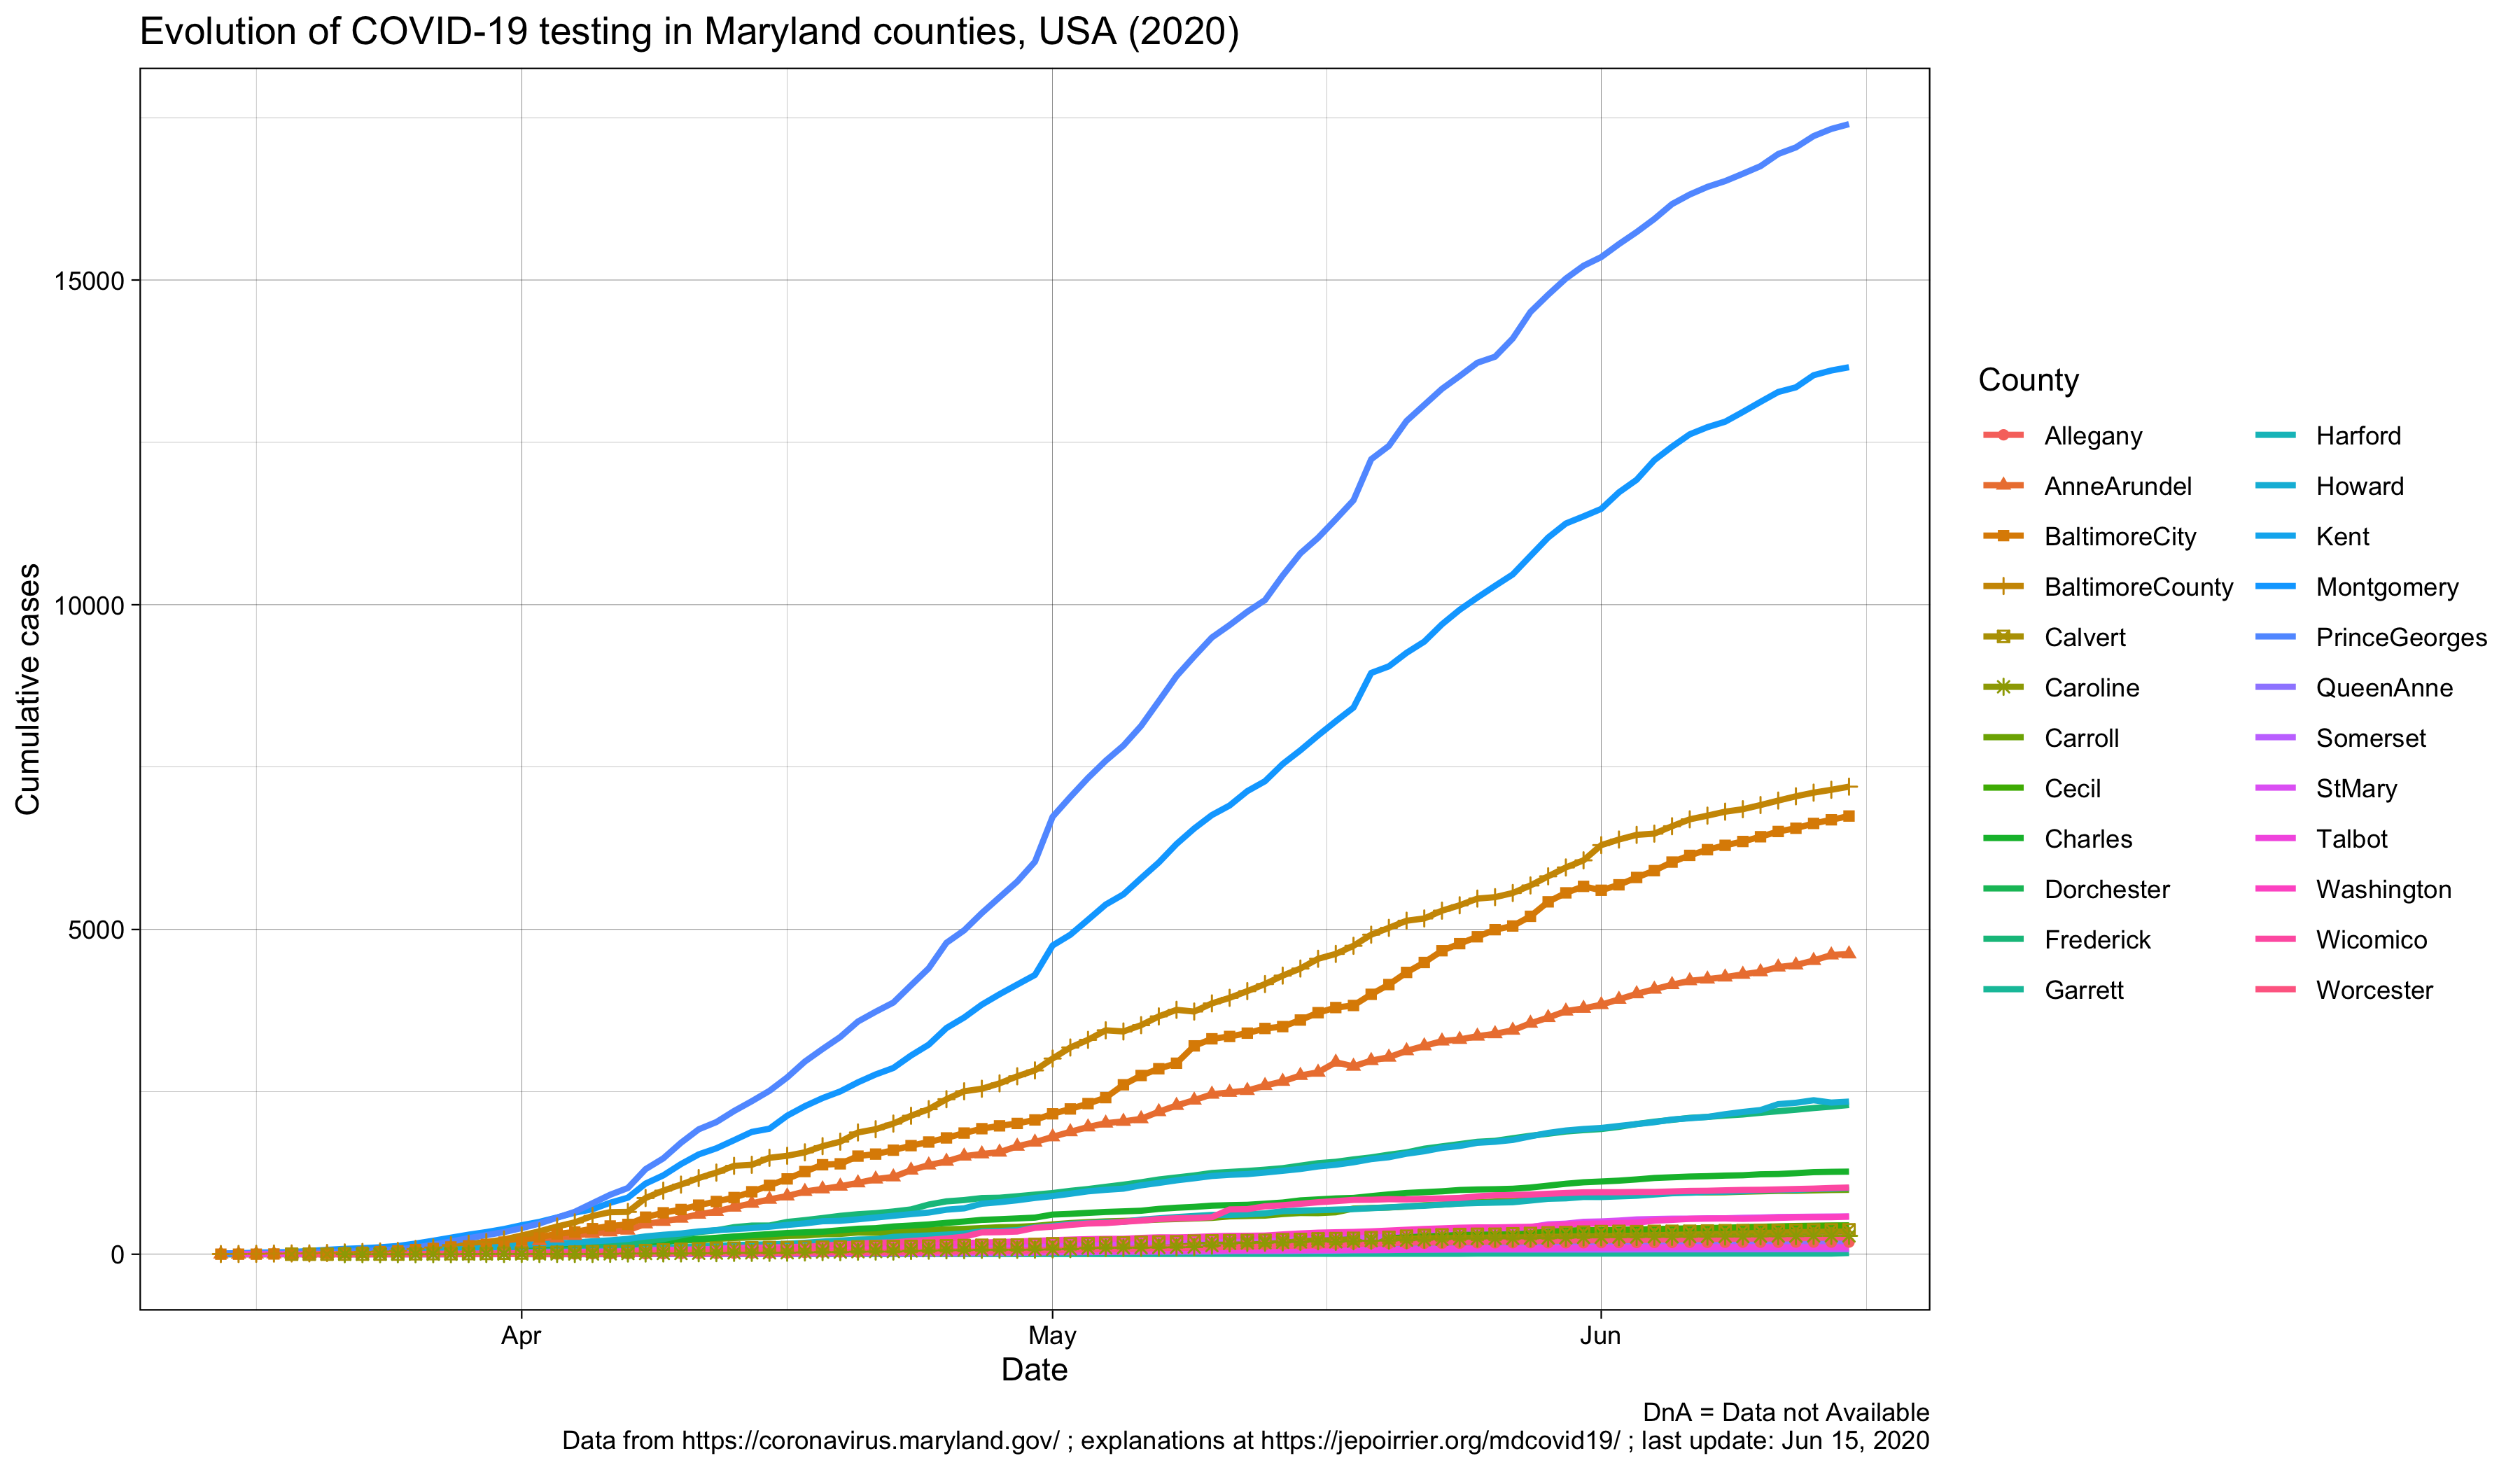 Evolution of COVID-19 testing in Maryland counties, USA (2020)
Cumulative cases
15000
10000
5000
0
Apr
May
Jun
Date
County
Allegany
AnneArundel
BaltimoreCity
BaltimoreCounty
Calvert
Caroline
Carroll
Cecil
Charles
Dorchester
Frederick
Garrett
Harford
Howard
Kent
Montgomery
PrinceGeorges
QueenAnne
Somerset
StMary
Talbot
Washington
Wicomico
Worcester
DnA = Data not Available
Data from https://coronavirus.maryland.gov/ ; explanations at https://jepoirrier.org/mdcovid19/ ; last update: Jun 15, 2020